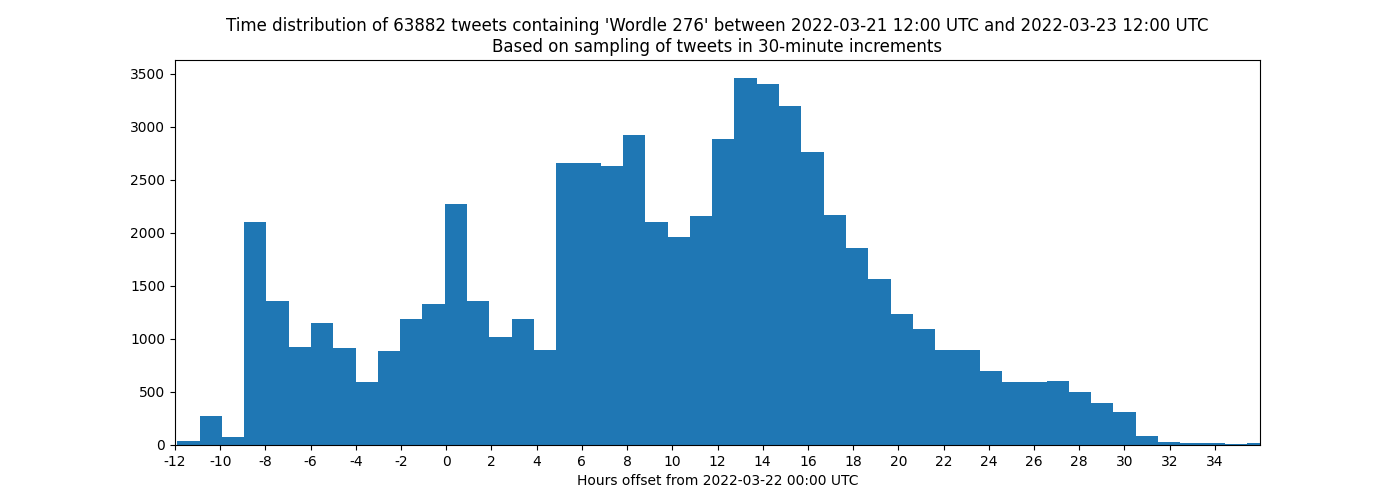 Time distribution of 63882 tweets containing 'Wordle 276' between 2022-03-21 12:00 UTC and 2022-03-23 12:00 UTC
Based on sampling of tweets in 30-minute increments
3500
3000
2500
2000
1500
1000
500
0
-12 -10 -8 -6 -4 -2 0 2 4 6 8 10 12 14 16 18 20 22 24 26 28 30 32 34
Hours offset from 2022-03-22 00:00 UTC